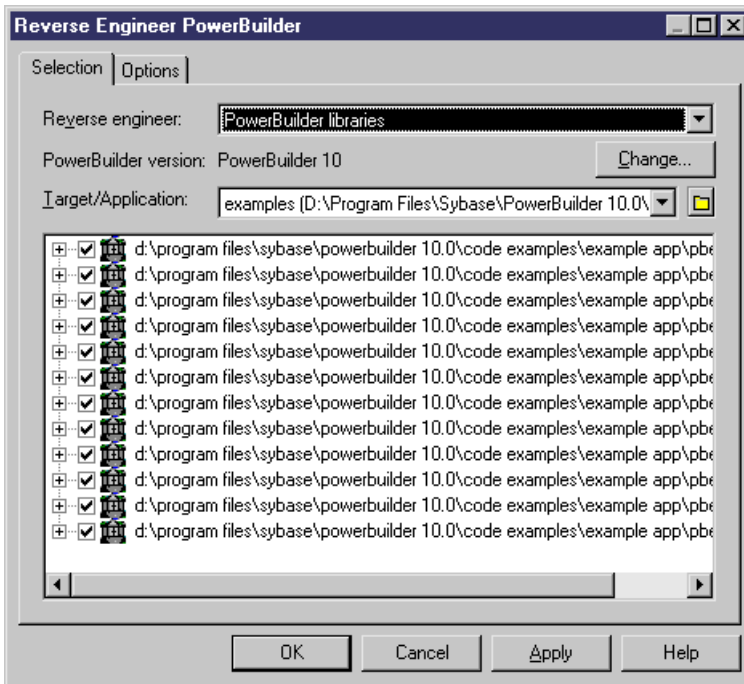 Reverse Engineer PowerBuilder
Selection Options
Reverse engineer: PowerBuilder libraries
PowerBuilder version: PowerBuilder 10 Change...
Target/Application: examples (D:\Program Files\Sybase\PowerBuilder 10.0\
d:\program files\sybase\powerbuilder 10.0\code examples\example app\pbe
d:\program files\sybase\powerbuilder 10.0\code examples\example app\pbe
d:\program files\sybase\powerbuilder 10.0\code examples\example app\pbe
d:\program files\sybase\powerbuilder 10.0\code examples\example app\pbe
d:\program files\sybase\powerbuilder 10.0\code examples\example app\pbe
d:\program files\sybase\powerbuilder 10.0\code examples\example app\pbe
d:\program files\sybase\powerbuilder 10.0\code examples\example app\pbe
d:\program files\sybase\powerbuilder 10.0\code examples\example app\pbe
d:\program files\sybase\powerbuilder 10.0\code examples\example app\pbe
d:\program files\sybase\powerbuilder 10.0\code examples\example app\pbe
d:\program files\sybase\powerbuilder 10.0\code examples\example app\pbe
d:\program files\sybase\powerbuilder 10.0\code examples\example app\pbe
OK Cancel Apply Help